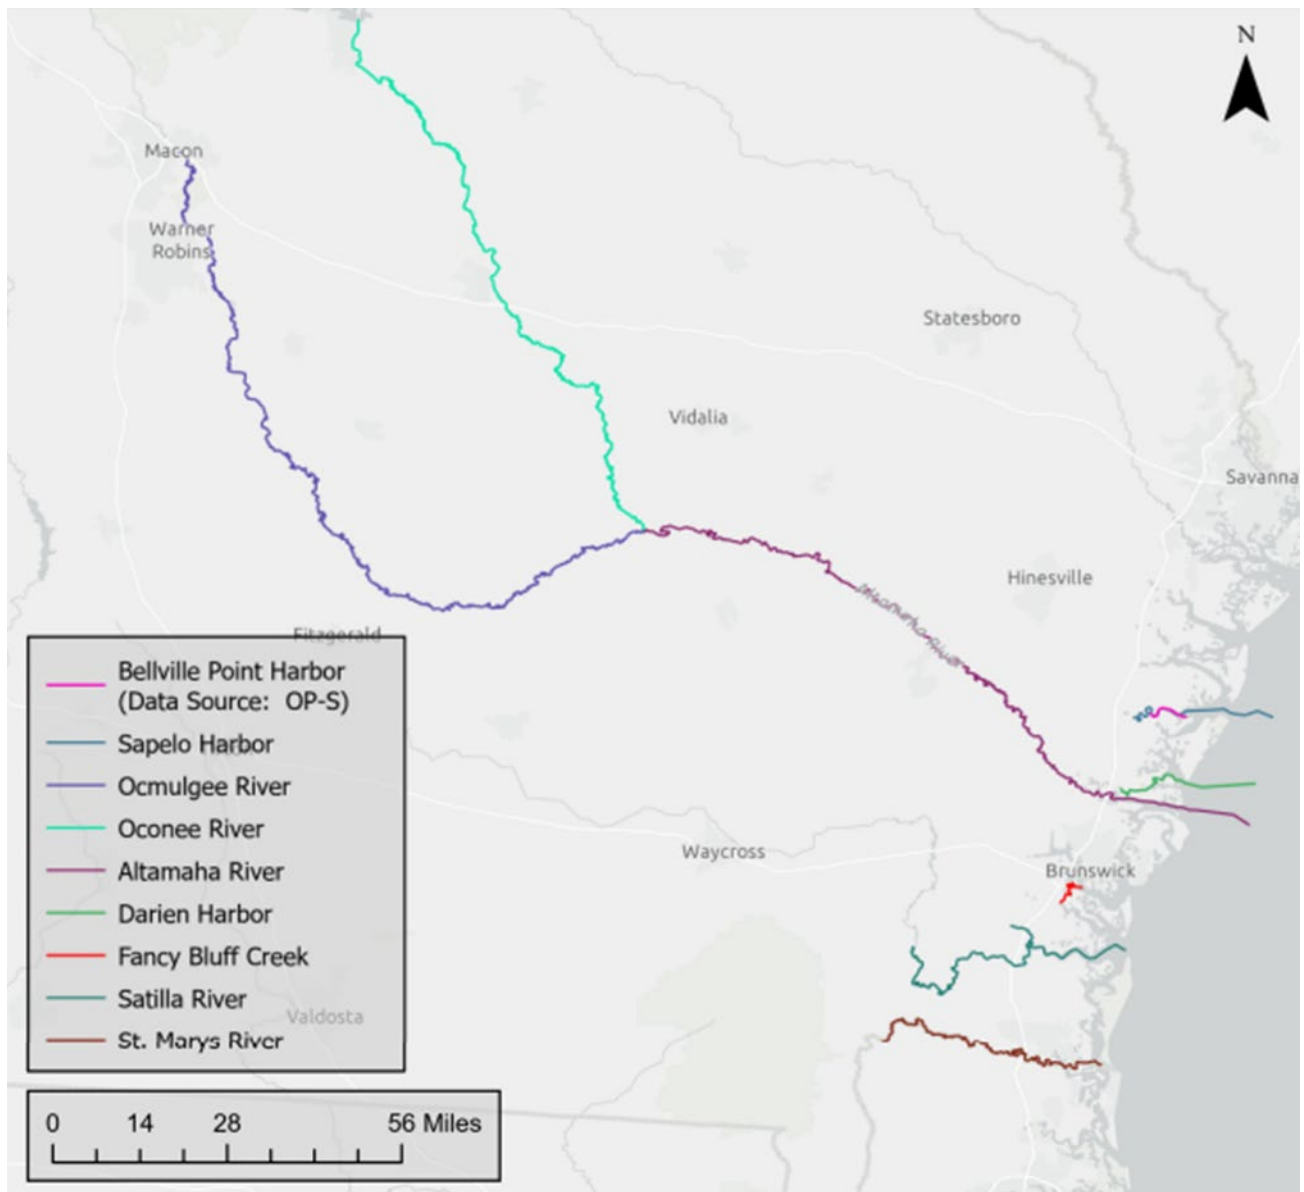 N
Macon
Warner
Robins
Statesboro
Vidalia
Savanna
Hinesville
Altamaha River
Fitzgerald
Bellville Point Harbor
(Data Source:  OP-S)
Sapelo Harbor
Ocmulgee River
Oconee River
Altamaha River
Darien Harbor
Fancy Bluff Creek
Satilla River
St. Marys River
Waycross
Brunswick
Valdosta
0 14 28 56 Miles